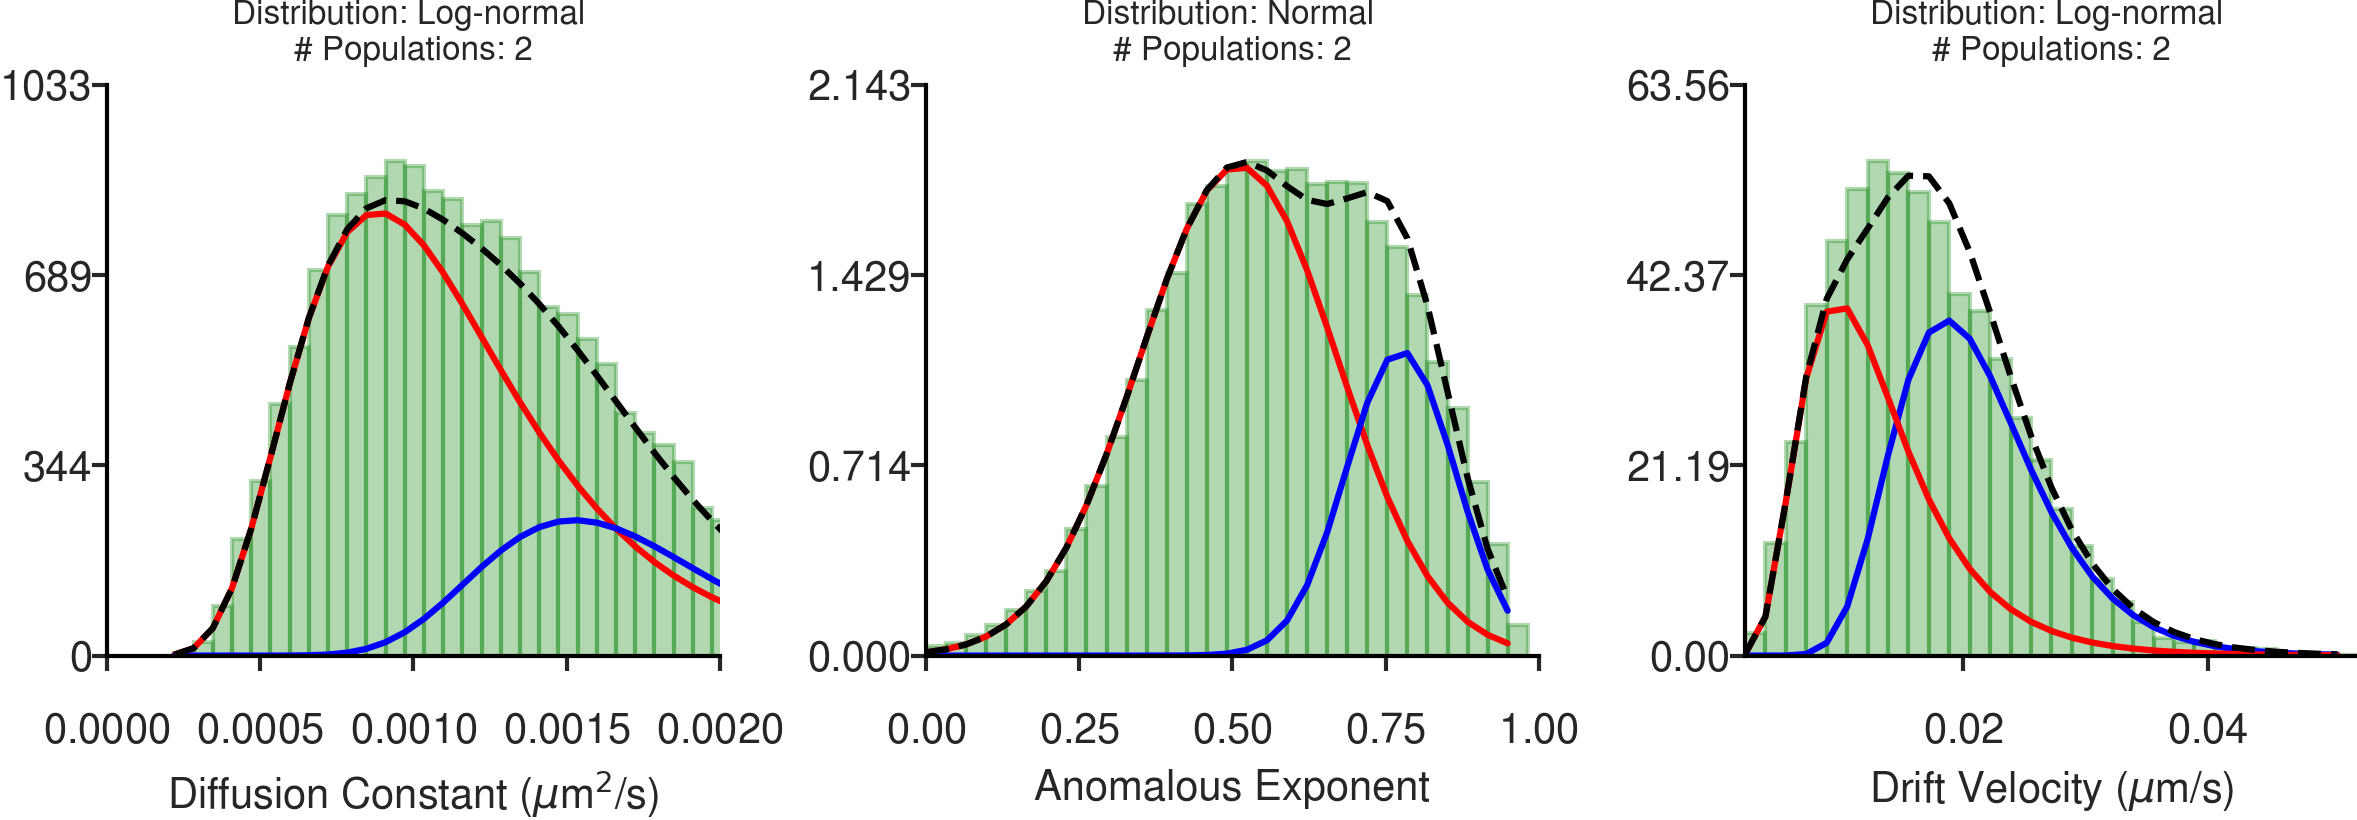 Distribution: Log-normal
# Populations: 2
1033
689
344
0
0.0000 0.0005 0.0010 0.0015 0.0020
Diffusion Constant (μm²/s)
Distribution: Normal
# Populations: 2
2.143
1.429
0.714
0.000
0.00 0.25 0.50 0.75 1.00
Anomalous Exponent
Distribution: Log-normal
# Populations: 2
63.56
42.37
21.19
0.00
0.02 0.04
Drift Velocity (μm/s)